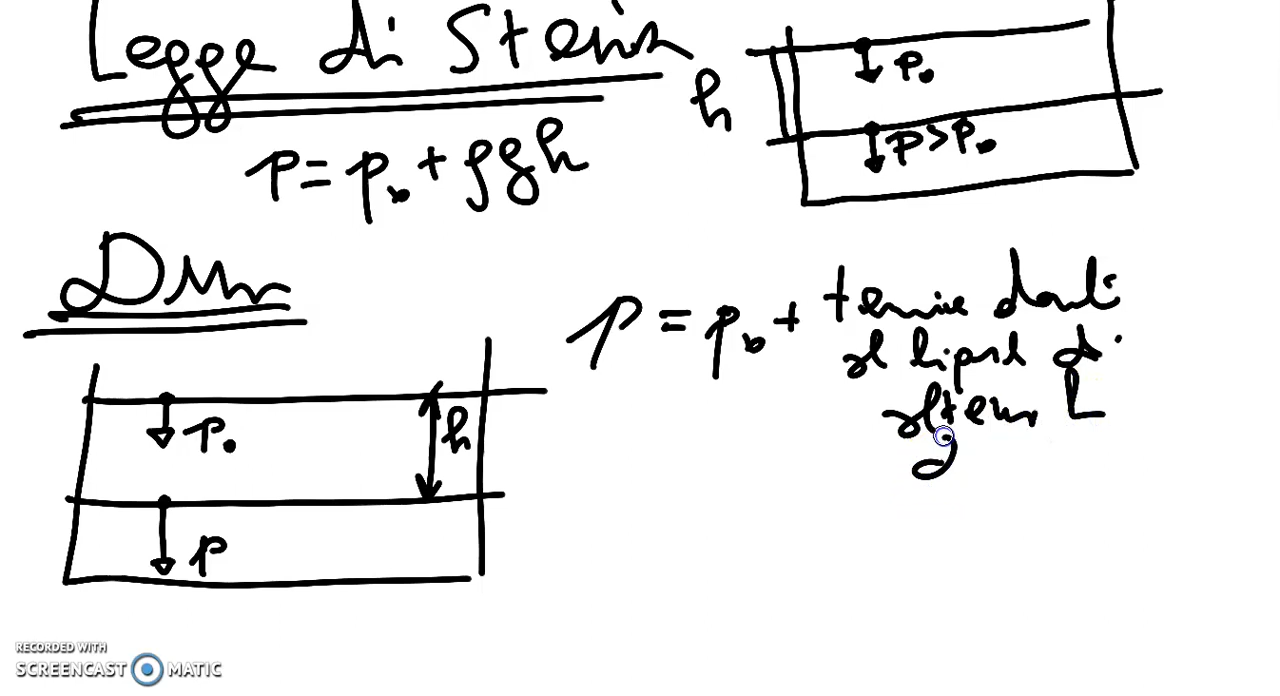 Legge di Stevin
h
p₀
p>p₀
p = p₀ + ρgh
Dim
p = p₀ + termine dovuto
al liquid di
altezza h
p₀
h
p
RECORDED WITH
SCREENCAST MATIC